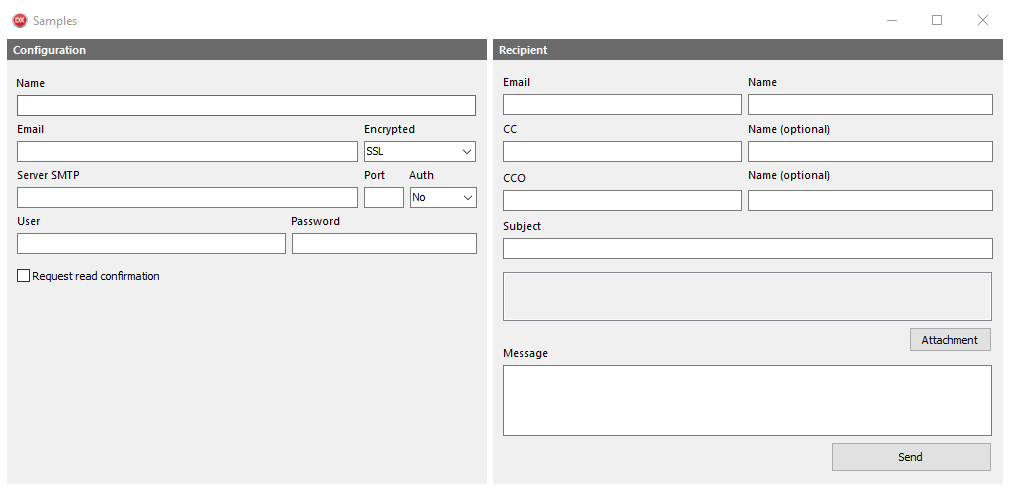 DX Samples
Configuration
Name
Email Encrypted
SSL
Server SMTP Port Auth
No
User Password
Request read confirmation
Recipient
Email Name
CC Name (optional)
CCO Name (optional)
Subject
Attachment
Message
Send